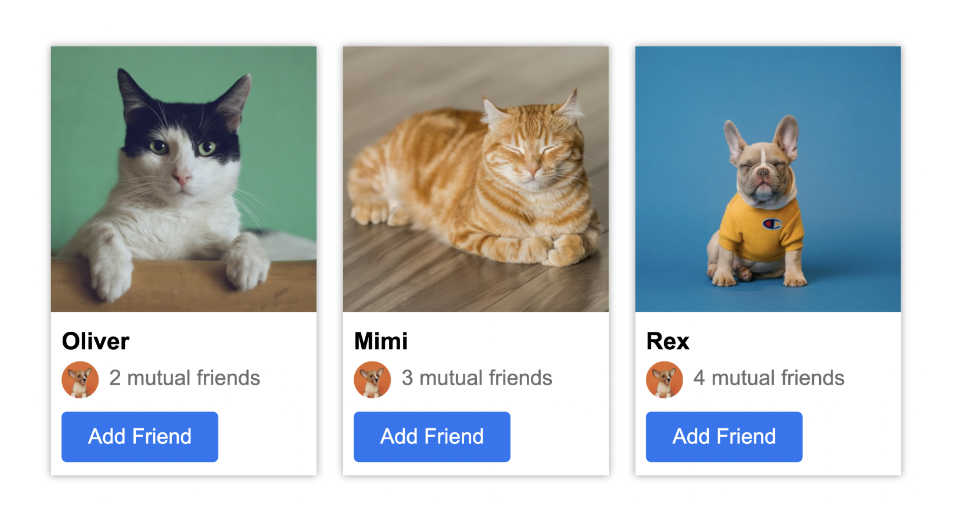 Oliver
2 mutual friends
Add Friend
Mimi
3 mutual friends
Add Friend
Rex
4 mutual friends
Add Friend